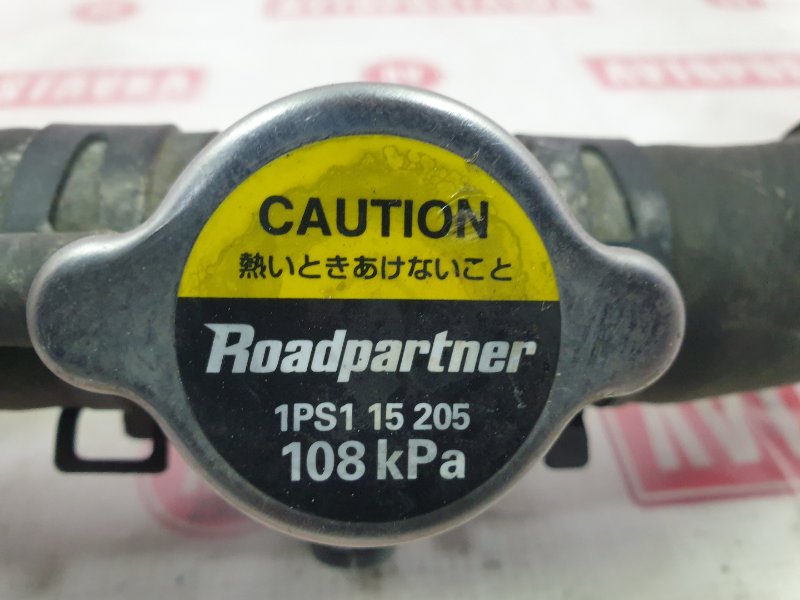 CAUTION
熱いときあけないこと
Roadpartner
1PS1 15 205
108 kPa